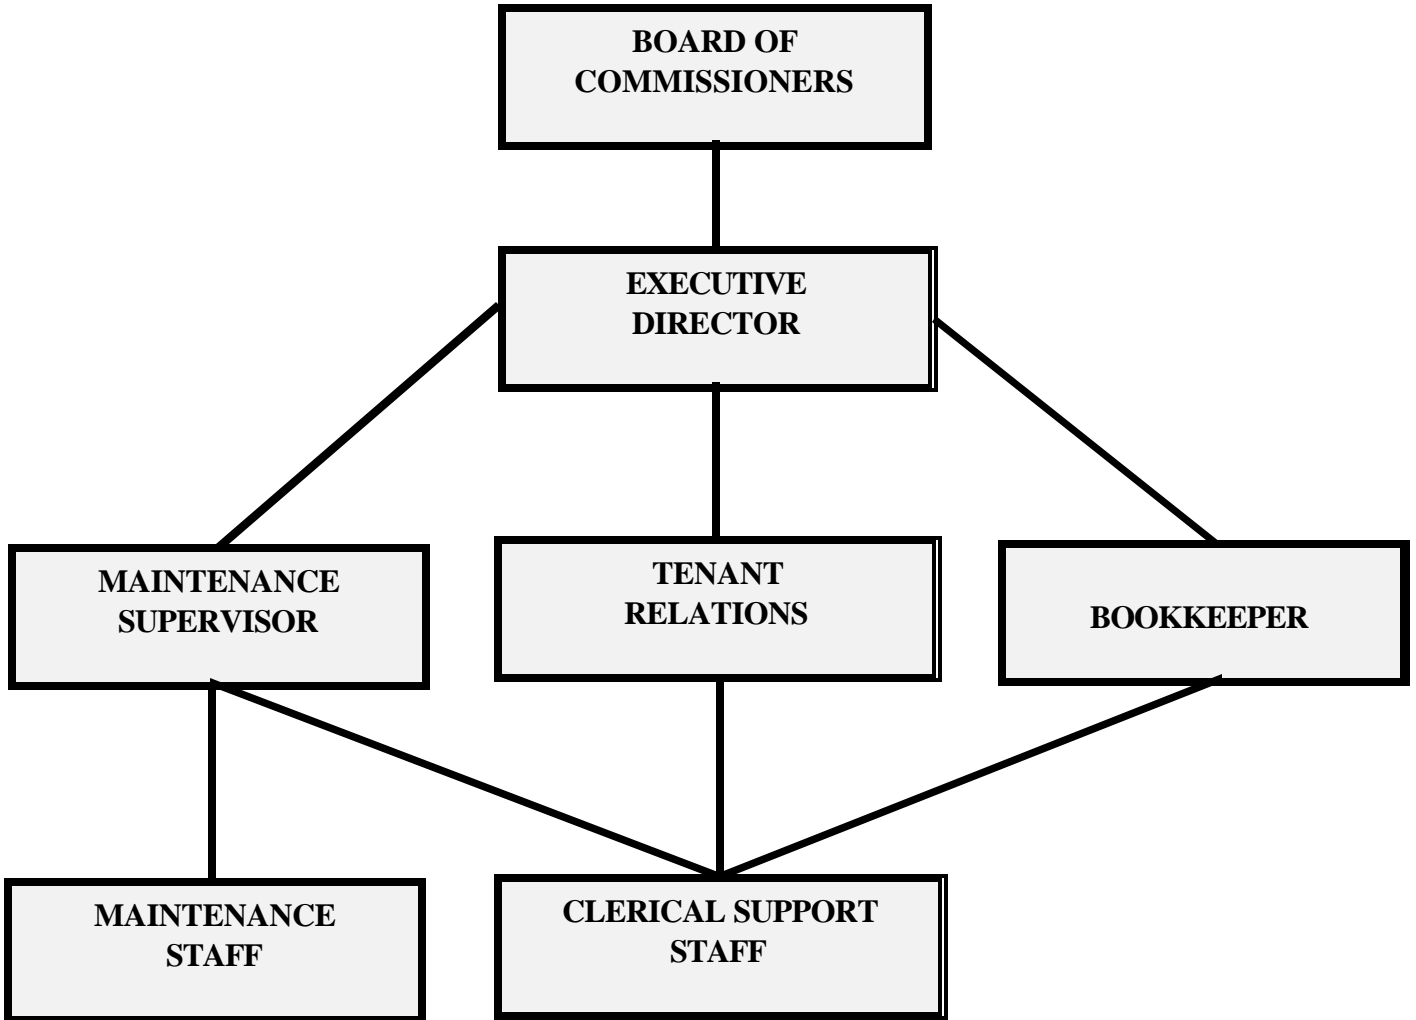 BOARD OF
COMMISSIONERS
EXECUTIVE
DIRECTOR
MAINTENANCE
SUPERVISOR
TENANT
RELATIONS
BOOKKEEPER
MAINTENANCE
STAFF
CLERICAL SUPPORT
STAFF